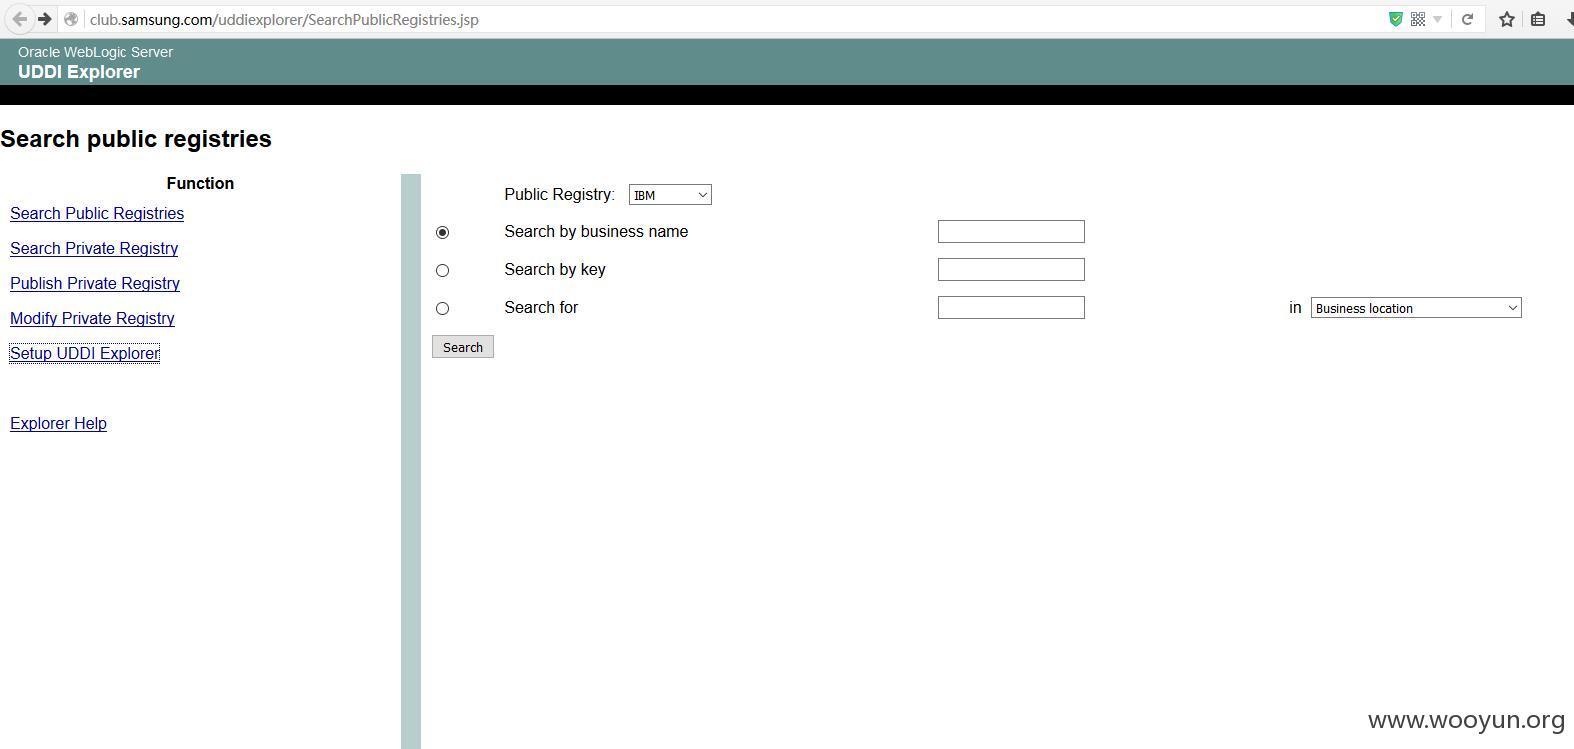 club.samsung.com/uddiexplorer/SearchPublicRegistries.jsp
Oracle WebLogic Server
UDDI Explorer
Search public registries
Function
Search Public Registries
Search Private Registry
Publish Private Registry
Modify Private Registry
Setup UDDI Explorer
Explorer Help
Public Registry: IBM
Search by business name
Search by key
Search for in Business location
Search
www.wooyun.org